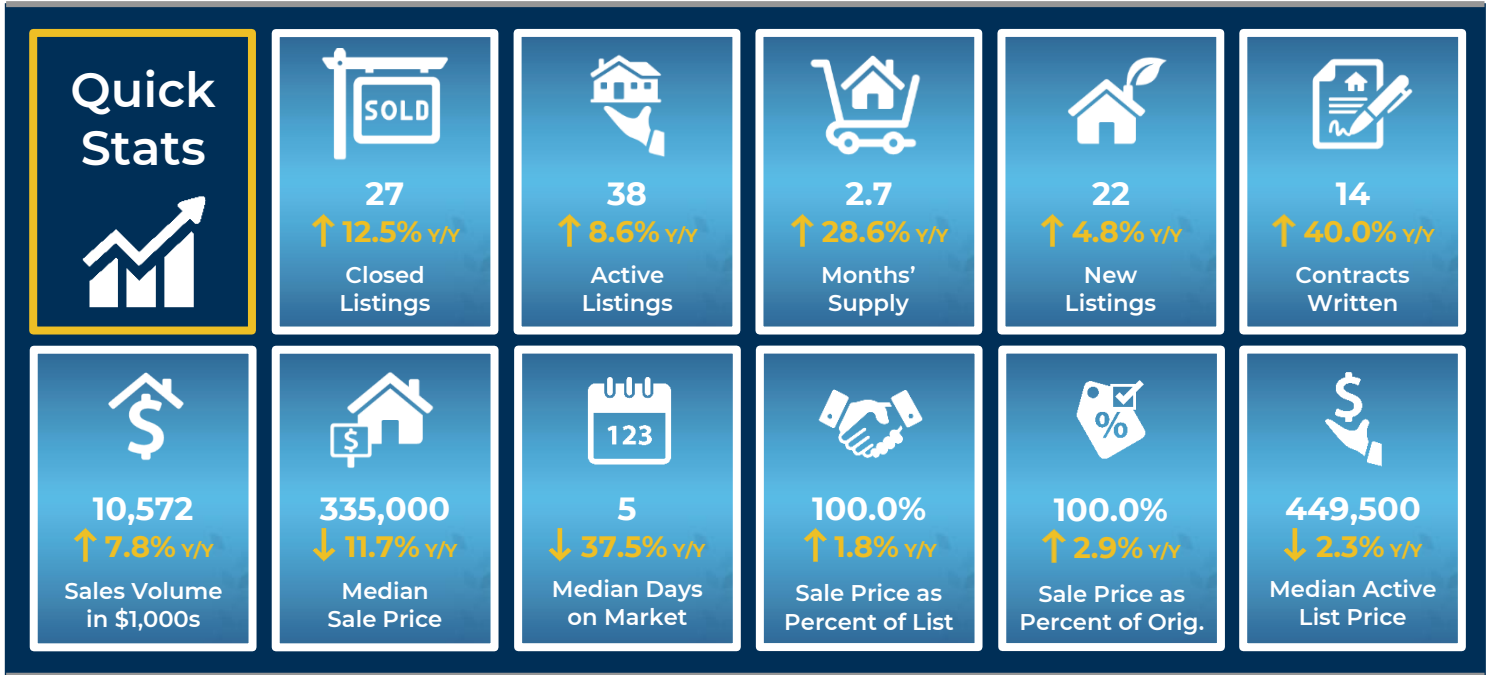 Quick
Stats
SOLD
27
↑ 12.5% Y/Y
Closed
Listings
38
↑ 8.6% Y/Y
Active
Listings
2.7
↑ 28.6% Y/Y
Months’
Supply
22
↑ 4.8% Y/Y
New
Listings
14
↑ 40.0% Y/Y
Contracts
Written
$
10,572
↑ 7.8% Y/Y
Sales Volume
in $1,000s
$
335,000
↓ 11.7% Y/Y
Median
Sale Price
123
5
↓ 37.5% Y/Y
Median Days
on Market
100.0%
↑ 1.8% Y/Y
Sale Price as
Percent of List
%
100.0%
↑ 2.9% Y/Y
Sale Price as
Percent of Orig.
$
449,500
↓ 2.3% Y/Y
Median Active
List Price